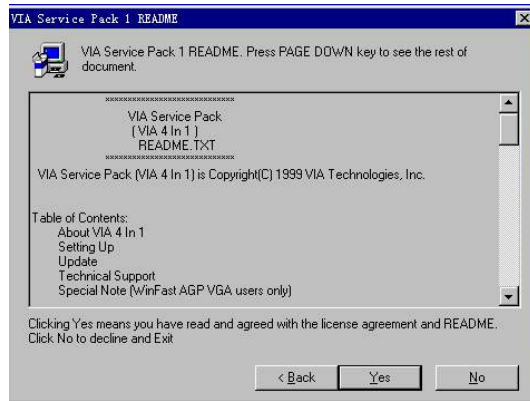 VIA Service Pack 1 README
VIA Service Pack 1 README. Press PAGE DOWN key to see the rest of
document.
××××××××××××××××××××××××××××
VIA Service Pack
( VIA 4 In 1 )
README.TXT
××××××××××××××××××××××××××××
VIA Service Pack (VIA 4 In 1) is Copyright(C) 1999 VIA Technologies, Inc.
Table of Contents:
About VIA 4 In 1
Setting Up
Update
Technical Support
Special Note (WinFast AGP VGA users only)
Clicking Yes means you have read and agreed with the license agreement and README.
Click No to decline and Exit
< Back
Yes
No